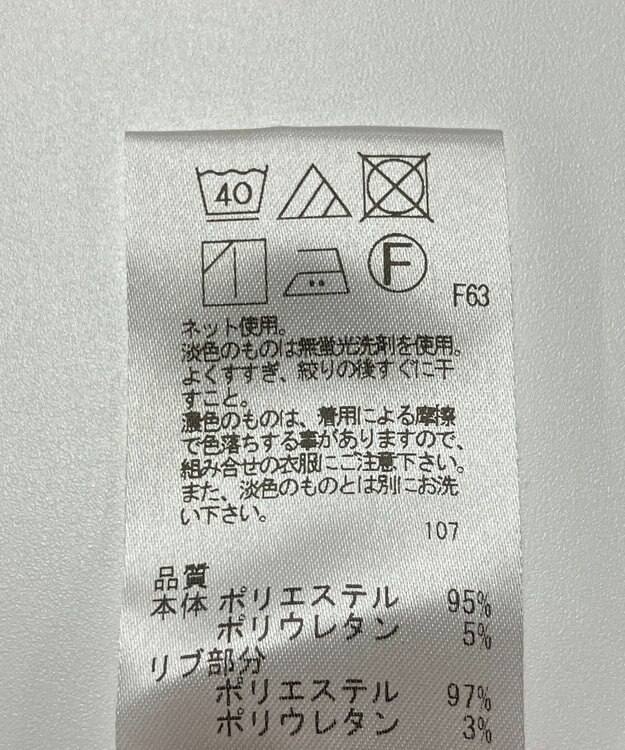 40
F
F63
ネット使用。
淡色のものは無蛍光洗剤を使用。
よくすすぎ、絞りの後すぐに干
すこと。
濃色のものは、着用による摩擦
で色落ちする事がありますので、
組み合せの衣服にご注意下さい。
また、淡色のものとは別にお洗
い下さい。
107
品質
本体 ポリエステル 95%
ポリウレタン 5%
リブ部分
ポリエステル 97%
ポリウレタン 3%